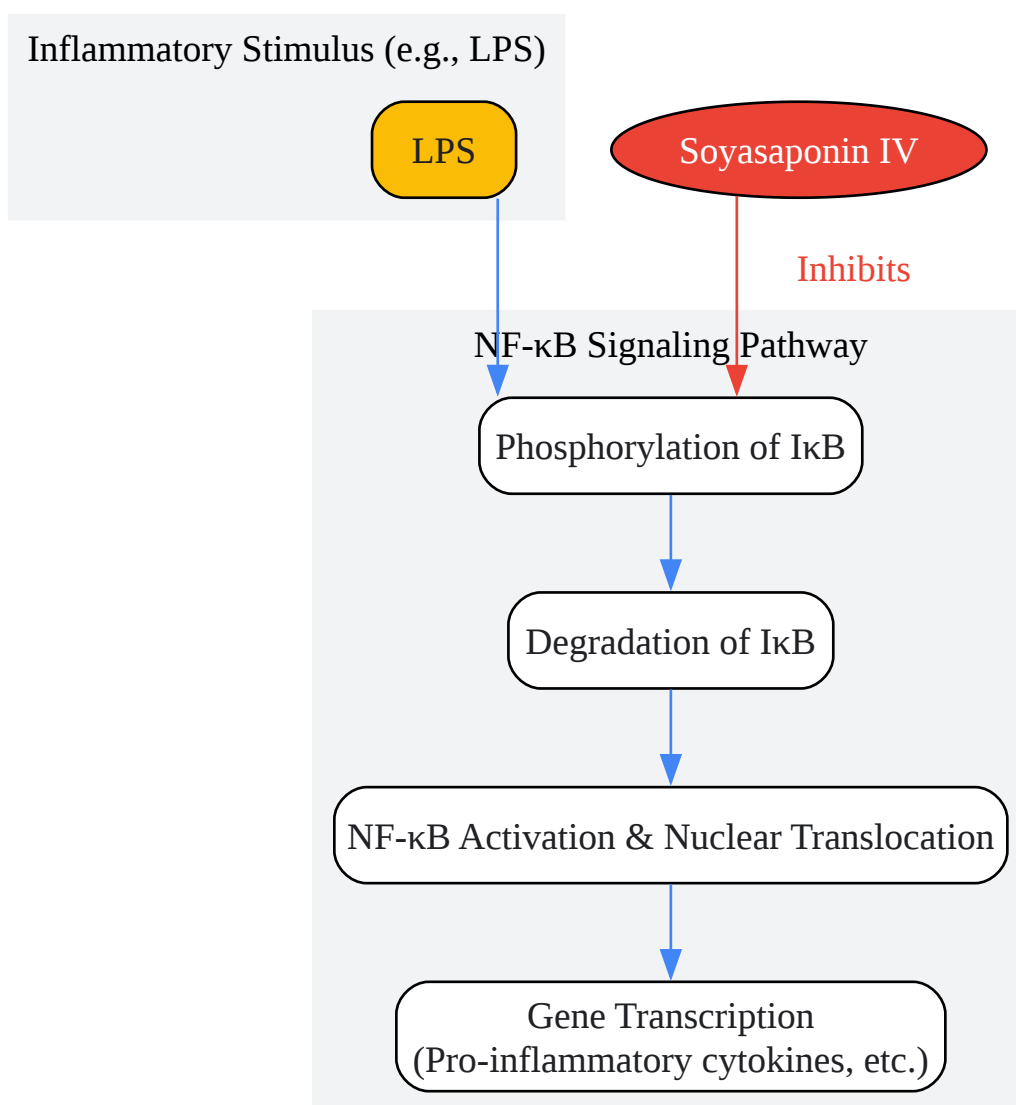 Inflammatory Stimulus (e.g., LPS)
LPS
Soyasaponin IV
Inhibits
NF-κB Signaling Pathway
Phosphorylation of IκB
Degradation of IκB
NF-κB Activation & Nuclear Translocation
Gene Transcription
(Pro-inflammatory cytokines, etc.)